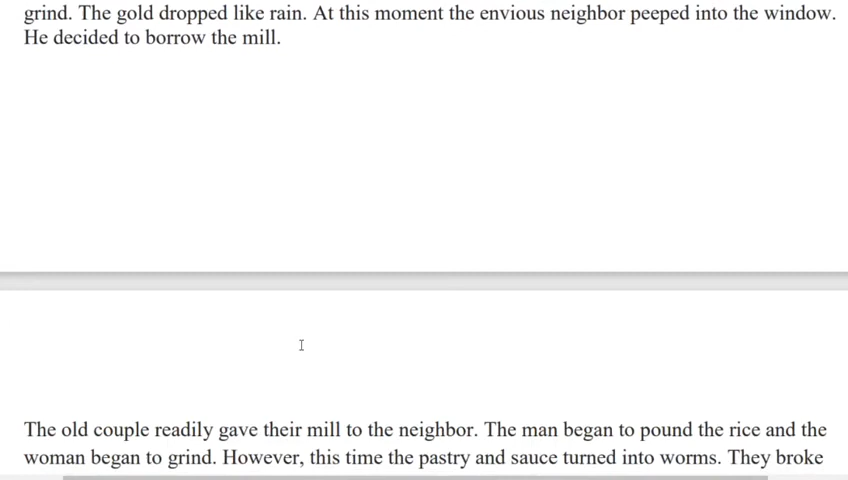 grind. The gold dropped like rain. At this moment the envious neighbor peeped into the window.
He decided to borrow the mill.
The old couple readily gave their mill to the neighbor. The man began to pound the rice and the
woman began to grind. However, this time the pastry and sauce turned into worms. They broke